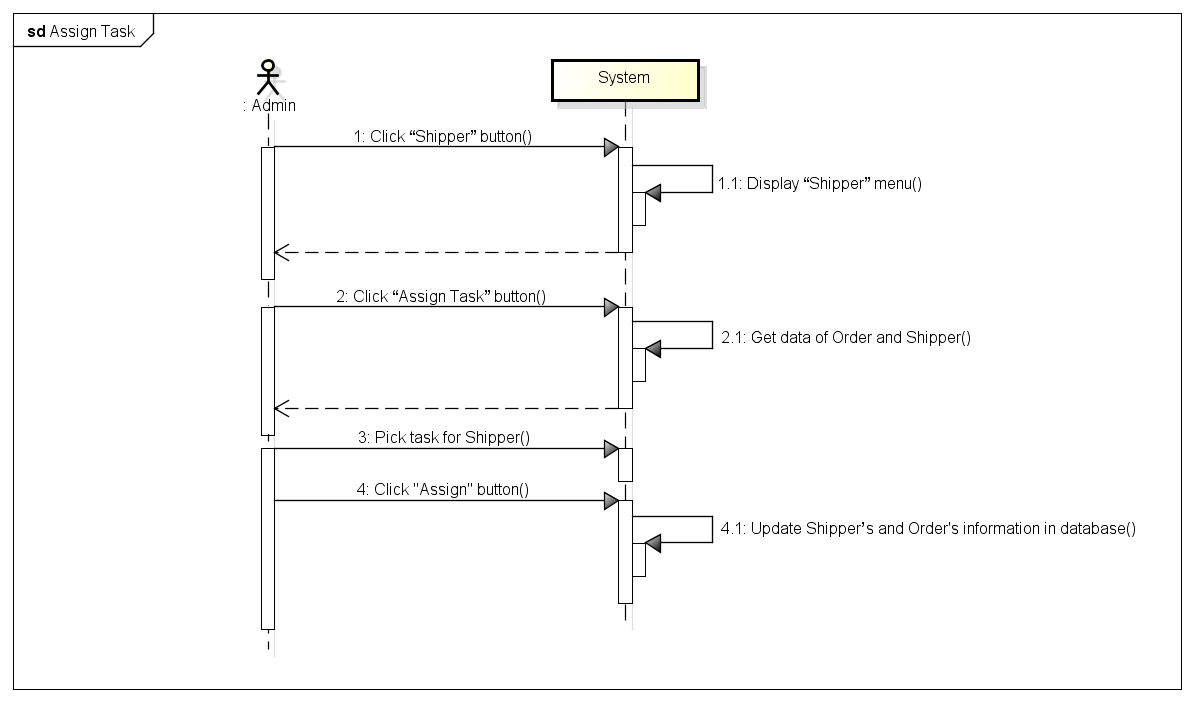 sd Assign Task
: Admin
System
1: Click “Shipper” button()
1.1: Display “Shipper” menu()
2: Click “Assign Task” button()
2.1: Get data of Order and Shipper()
3: Pick task for Shipper()
4: Click "Assign" button()
4.1: Update Shipper’s and Order's information in database()